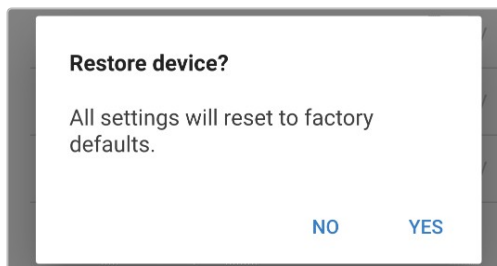 Restore device?
All settings will reset to factory
defaults.
NO YES